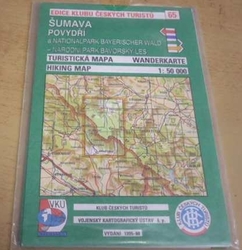 EDICE KLUBU ČESKÝCH TURISTŮ 65
ŠUMAVA
POVYDŘÍ
a NATIONALPARK BAYERISCHER WALD
– NÁRODNÍ PARK BAVORSKÝ LES
TURISTICKÁ MAPA WANDERKARTE
HIKING MAP 1: 50 000
KLUB ČESKÝCH TURISTŮ
VOJENSKÝ KARTOGRAFICKÝ ÚSTAV s. p.
VKÚ